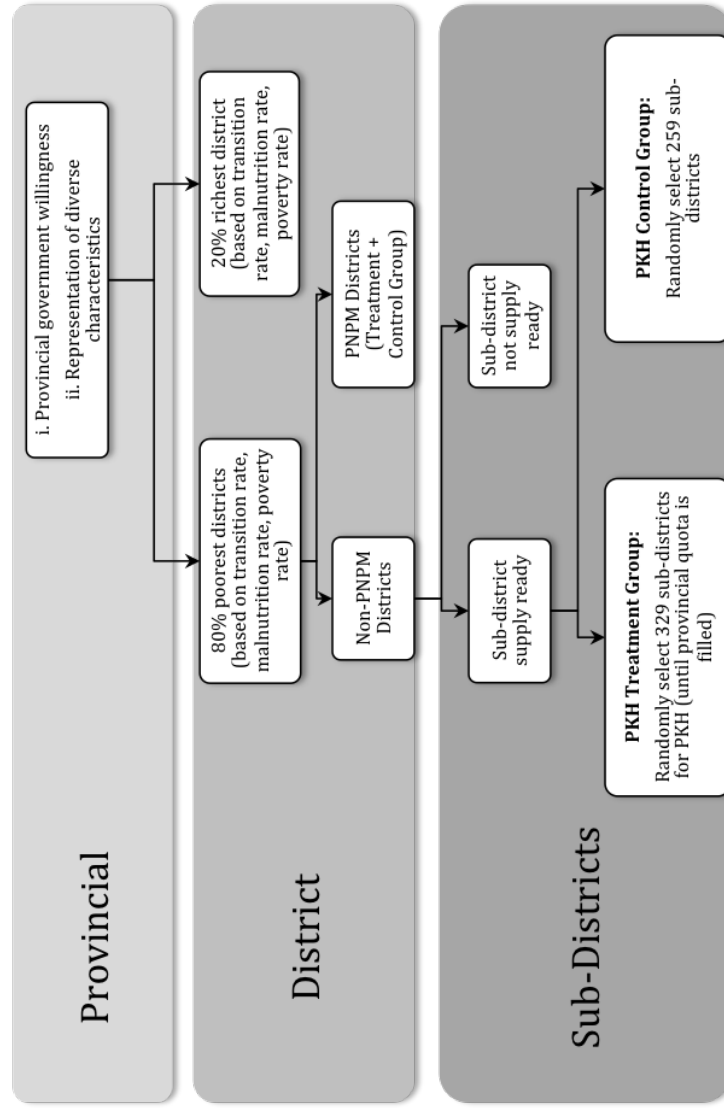 Provincial
i. Provincial government willingness
ii. Representation of diverse
characteristics
District
80% poorest districts
(based on transition rate,
malnutrition rate, poverty
rate)
20% richest district
(based on transition
rate, malnutrition rate,
poverty rate)
Non-PNPM
Districts
PNPM Districts
(Treatment +
Control Group)
Sub-Districts
Sub-district
supply ready
Sub-district
not supply
ready
PKH Treatment Group:
Randomly select 329 sub-districts
for PKH (until provincial quota is
filled)
PKH Control Group:
Randomly select 259 sub-
districts